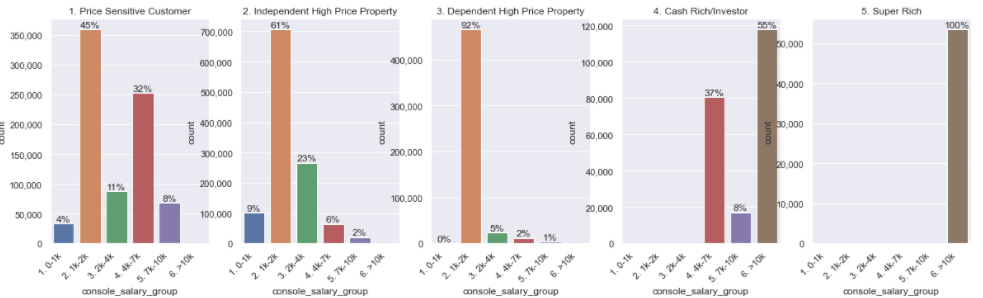 1. Price Sensitive Customer
350,000
300,000
250,000
200,000
150,000
100,000
50,000
0
count
4%
45%
11%
32%
8%
1. 0-1k
2. 1k-2k
3. 2k-4k
4. 4k-7k
5. 7k-10k
6. >10k
console_salary_group
2. Independent High Price Property
700,000
600,000
500,000
400,000
300,000
200,000
100,000
0
count
9%
61%
23%
6%
2%
1. 0-1k
2. 1k-2k
3. 2k-4k
4. 4k-7k
5. 7k-10k
6. >10k
console_salary_group
3. Dependent High Price Property
400,000
300,000
200,000
100,000
0
count
0%
92%
5%
2%
1%
1. 0-1k
2. 1k-2k
3. 2k-4k
4. 4k-7k
5. 7k-10k
6. >10k
console_salary_group
4. Cash Rich/Investor
120,000
100,000
80,000
60,000
40,000
20,000
0
count
37%
8%
55%
1. 0-1k
2. 1k-2k
3. 2k-4k
4. 4k-7k
5. 7k-10k
6. >10k
console_salary_group
5. Super Rich
50,000
40,000
30,000
20,000
10,000
0
count
100%
1. 0-1k
2. 1k-2k
3. 2k-4k
4. 4k-7k
5. 7k-10k
6. >10k
console_salary_group